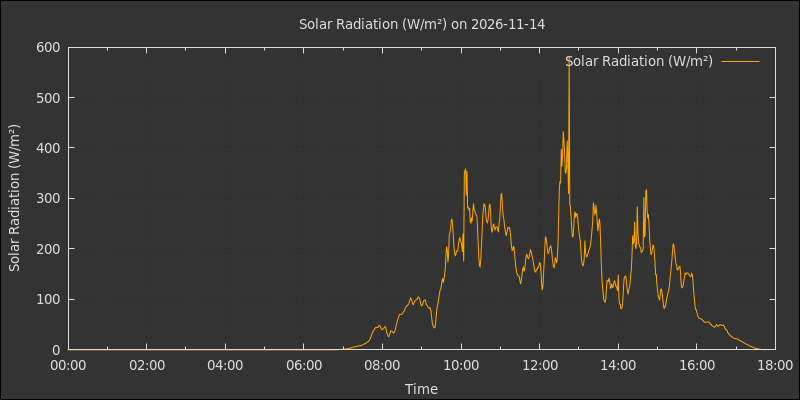 Solar Radiation (W/m²) on 2026-11-14
Solar Radiation (W/m²)
Solar Radiation (W/m²)
600
500
400
300
200
100
0
00:00 02:00 04:00 06:00 08:00 10:00 12:00 14:00 16:00 18:00
Time